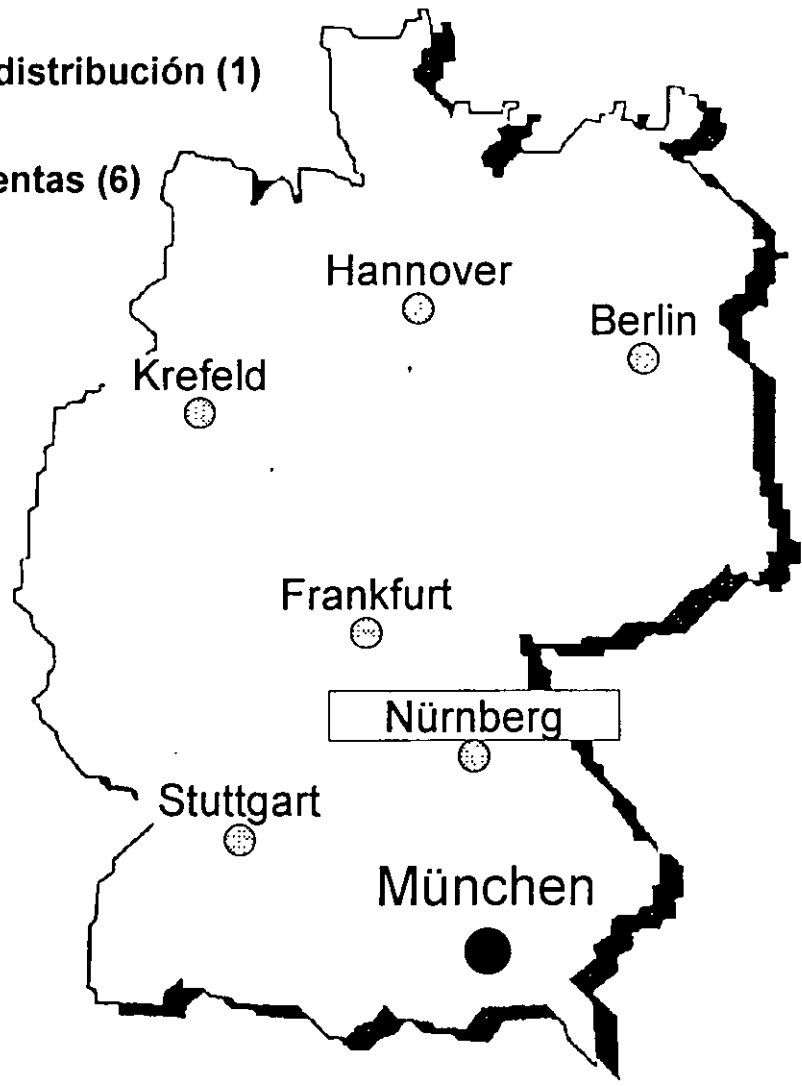 distribución (1)
entas (6)
Hannover
Berlin
Krefeld
Frankfurt
Nürnberg
Stuttgart
München